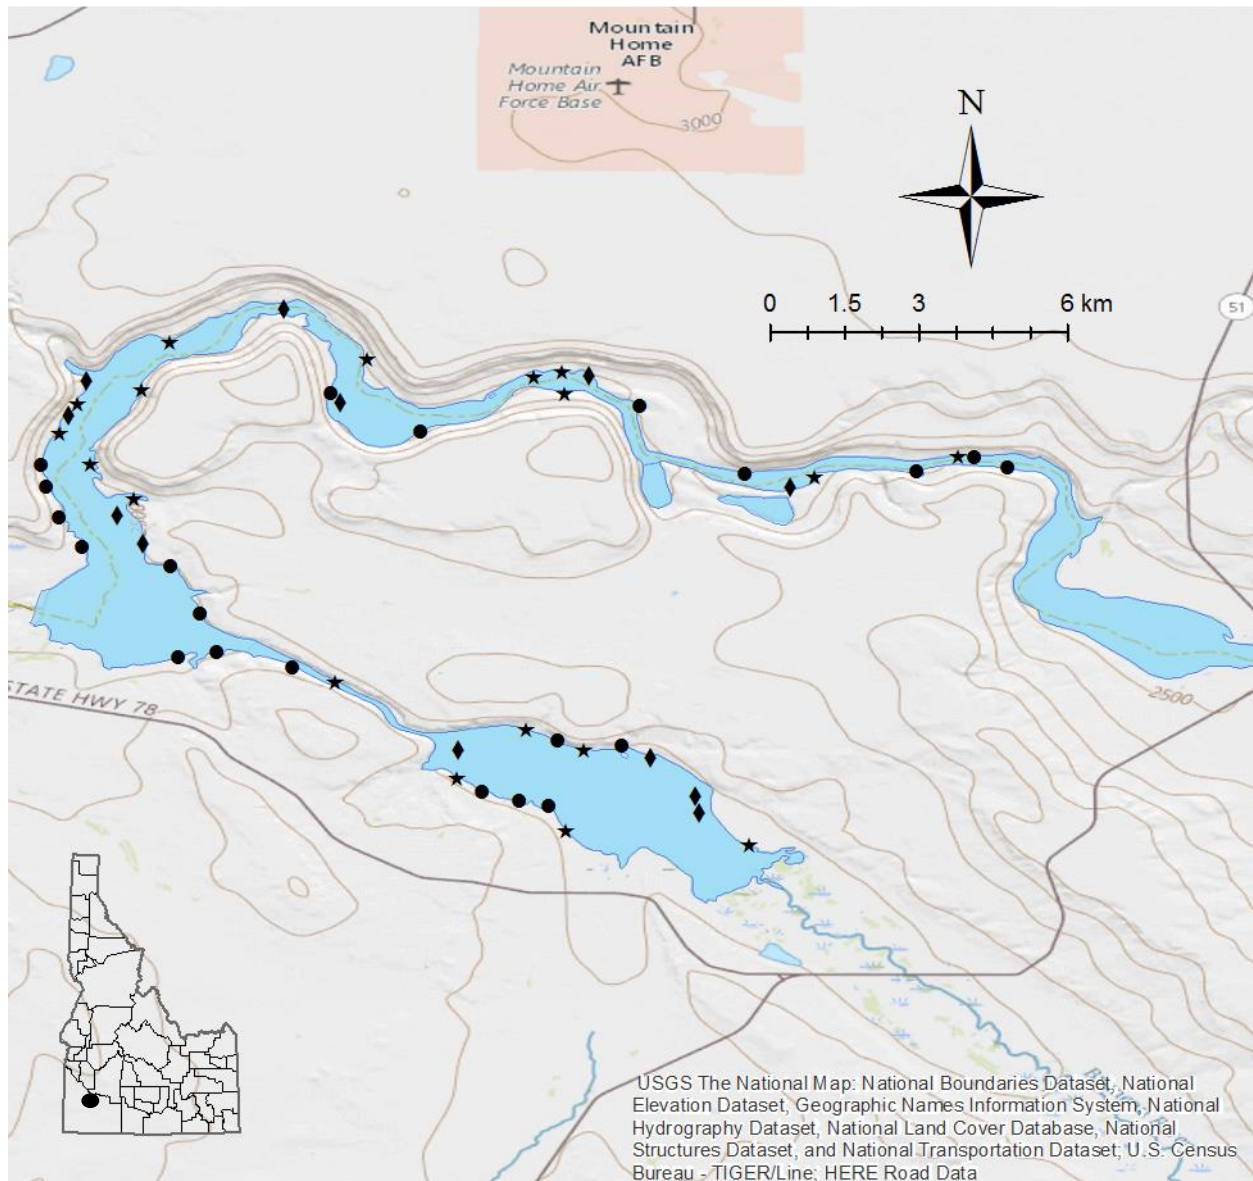 Mountain
Home
AFB
Mountain
Home Air
Force Base
3000
N
0 1.5 3 6 km
51
STATE HWY 78
2500
USGS The National Map: National Boundaries Dataset, National
Elevation Dataset, Geographic Names Information System, National
Hydrography Dataset, National Land Cover Database, National
Structures Dataset, and National Transportation Dataset; U.S. Census
Bureau - TIGER/Line; HERE Road Data